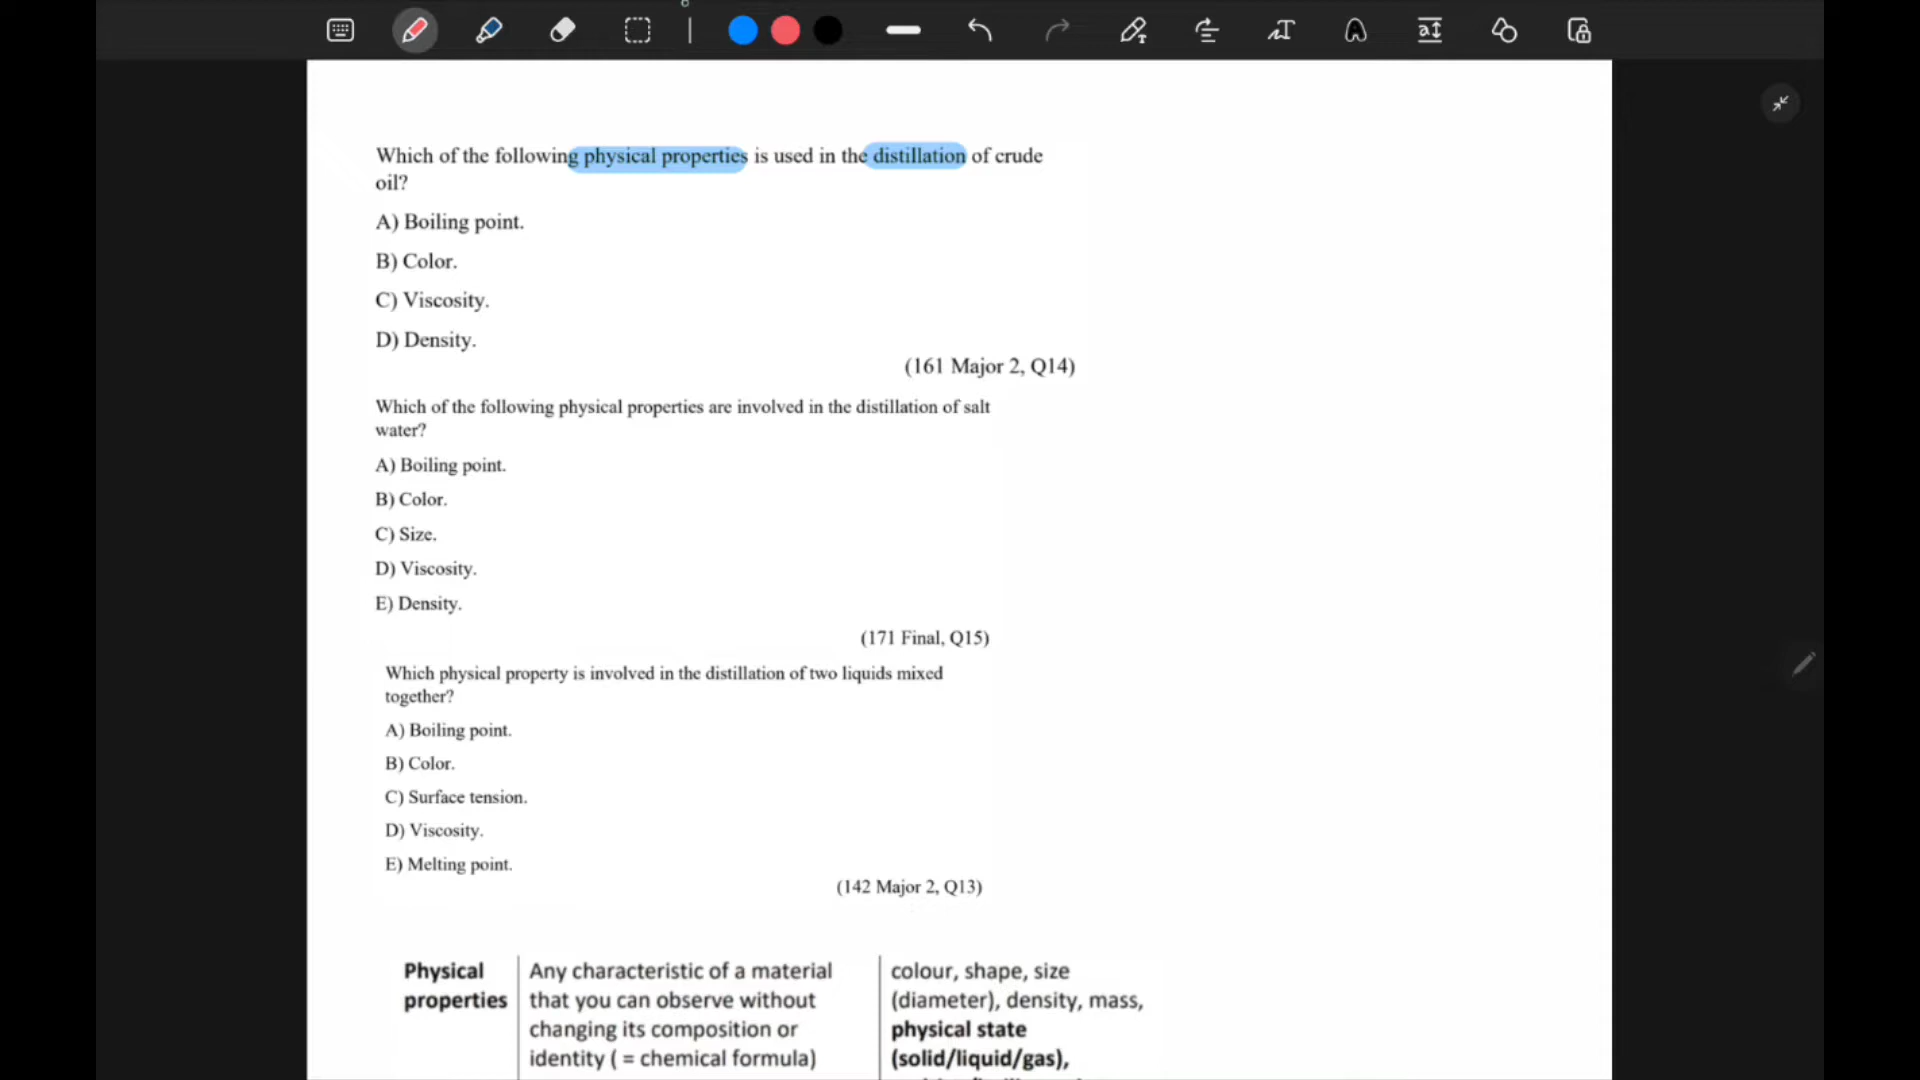 Which of the following physical properties is used in the distillation of crude
oil?
A) Boiling point.
B) Color.
C) Viscosity.
D) Density.
(161 Major 2, Q14)
Which of the following physical properties are involved in the distillation of salt
water?
A) Boiling point.
B) Color.
C) Size.
D) Viscosity.
E) Density.
(171 Final, Q15)
Which physical property is involved in the distillation of two liquids mixed
together?
A) Boiling point.
B) Color.
C) Surface tension.
D) Viscosity.
E) Melting point.
(142 Major 2, Q13)
Physical
properties
Any characteristic of a material
that you can observe without
changing its composition or
identity ( = chemical formula)
colour, shape, size
(diameter), density, mass,
physical state
(solid/liquid/gas),